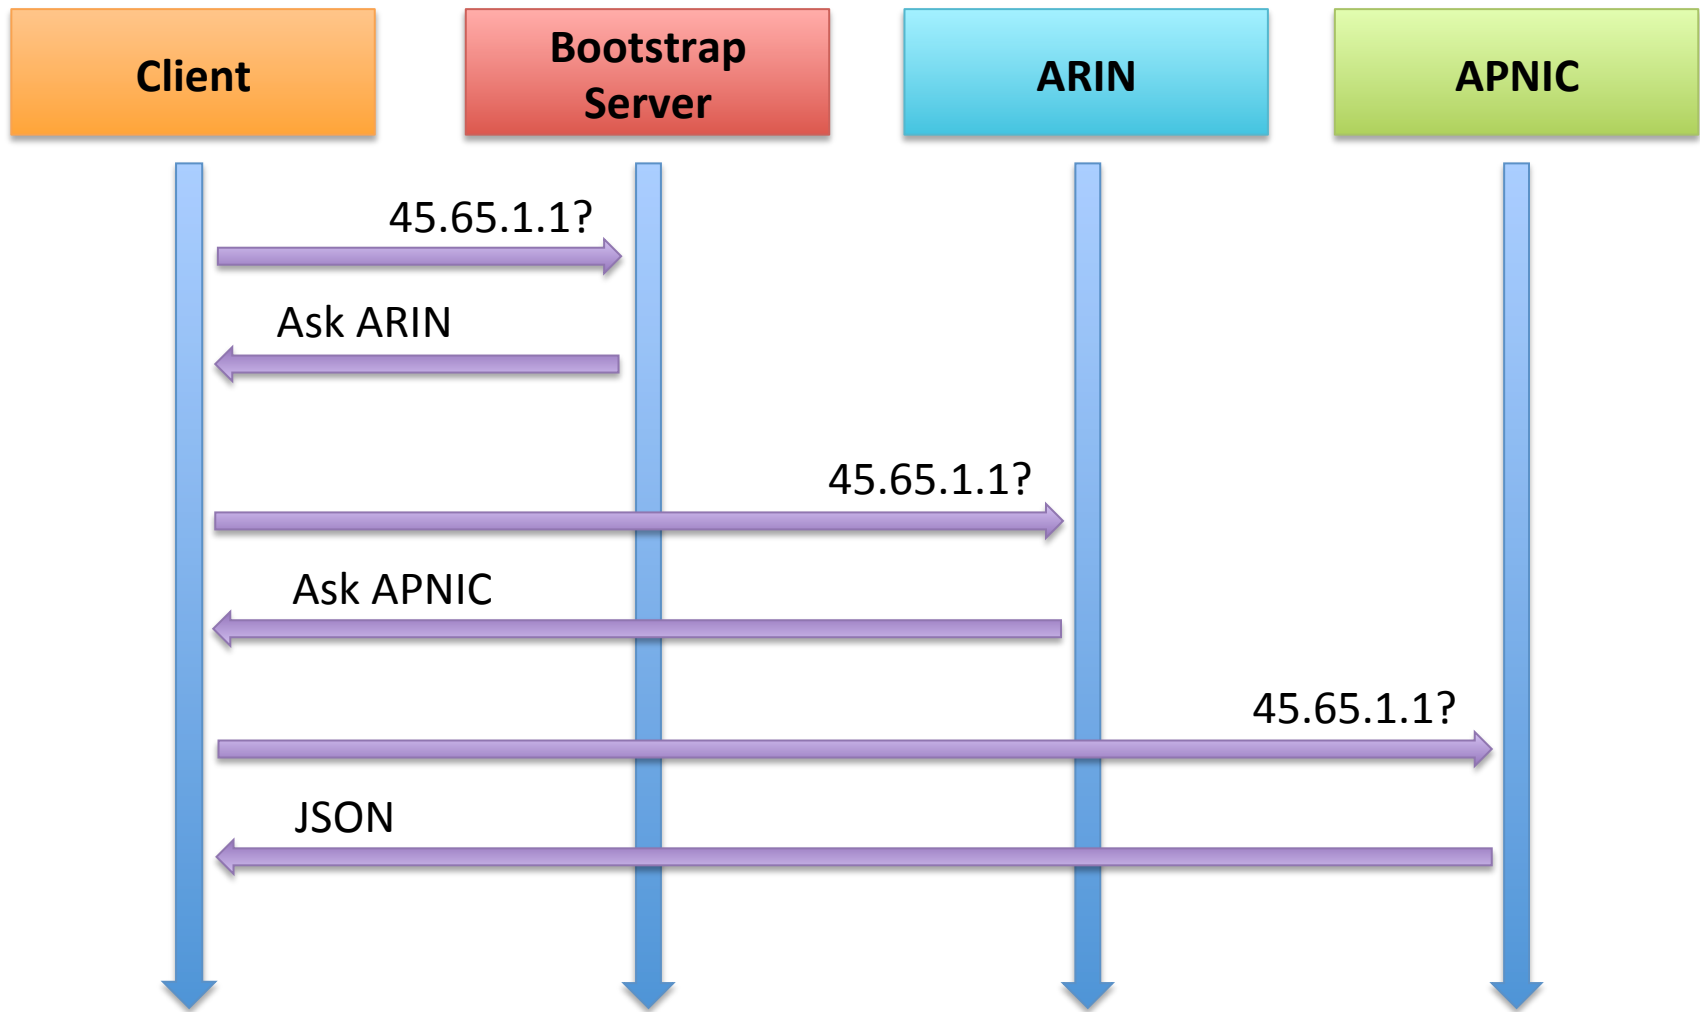 Client
Bootstrap
Server
ARIN
APNIC
45.65.1.1?
Ask ARIN
45.65.1.1?
Ask APNIC
45.65.1.1?
JSON